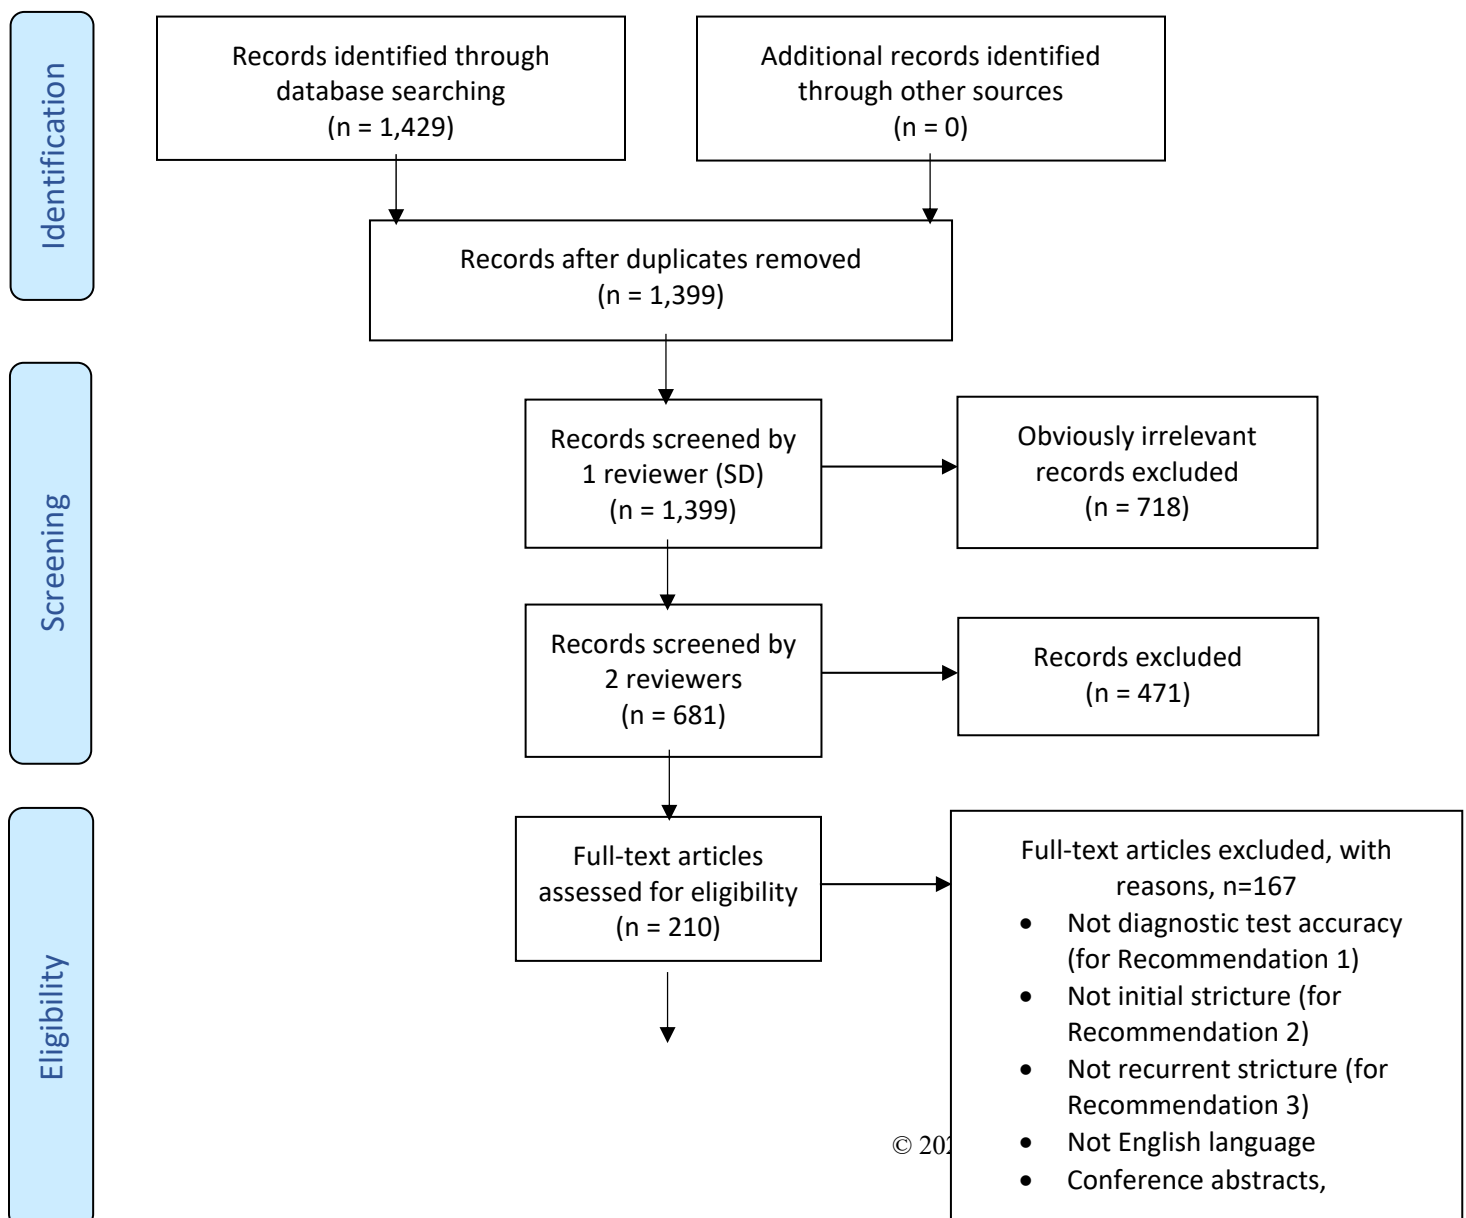 Identification
Records identified through
database searching
(n = 1,429)
Additional records identified
through other sources
(n = 0)
Records after duplicates removed
(n = 1,399)
Screening
Records screened by
1 reviewer (SD)
(n = 1,399)
Obviously irrelevant
records excluded
(n = 718)
Records screened by
2 reviewers
(n = 681)
Records excluded
(n = 471)
Eligibility
Full-text articles
assessed for eligibility
(n = 210)
Full-text articles excluded, with
reasons, n=167
• Not diagnostic test accuracy
(for Recommendation 1)
• Not initial stricture (for
Recommendation 2)
• Not recurrent stricture (for
Recommendation 3)
• Not English language
• Conference abstracts,
©